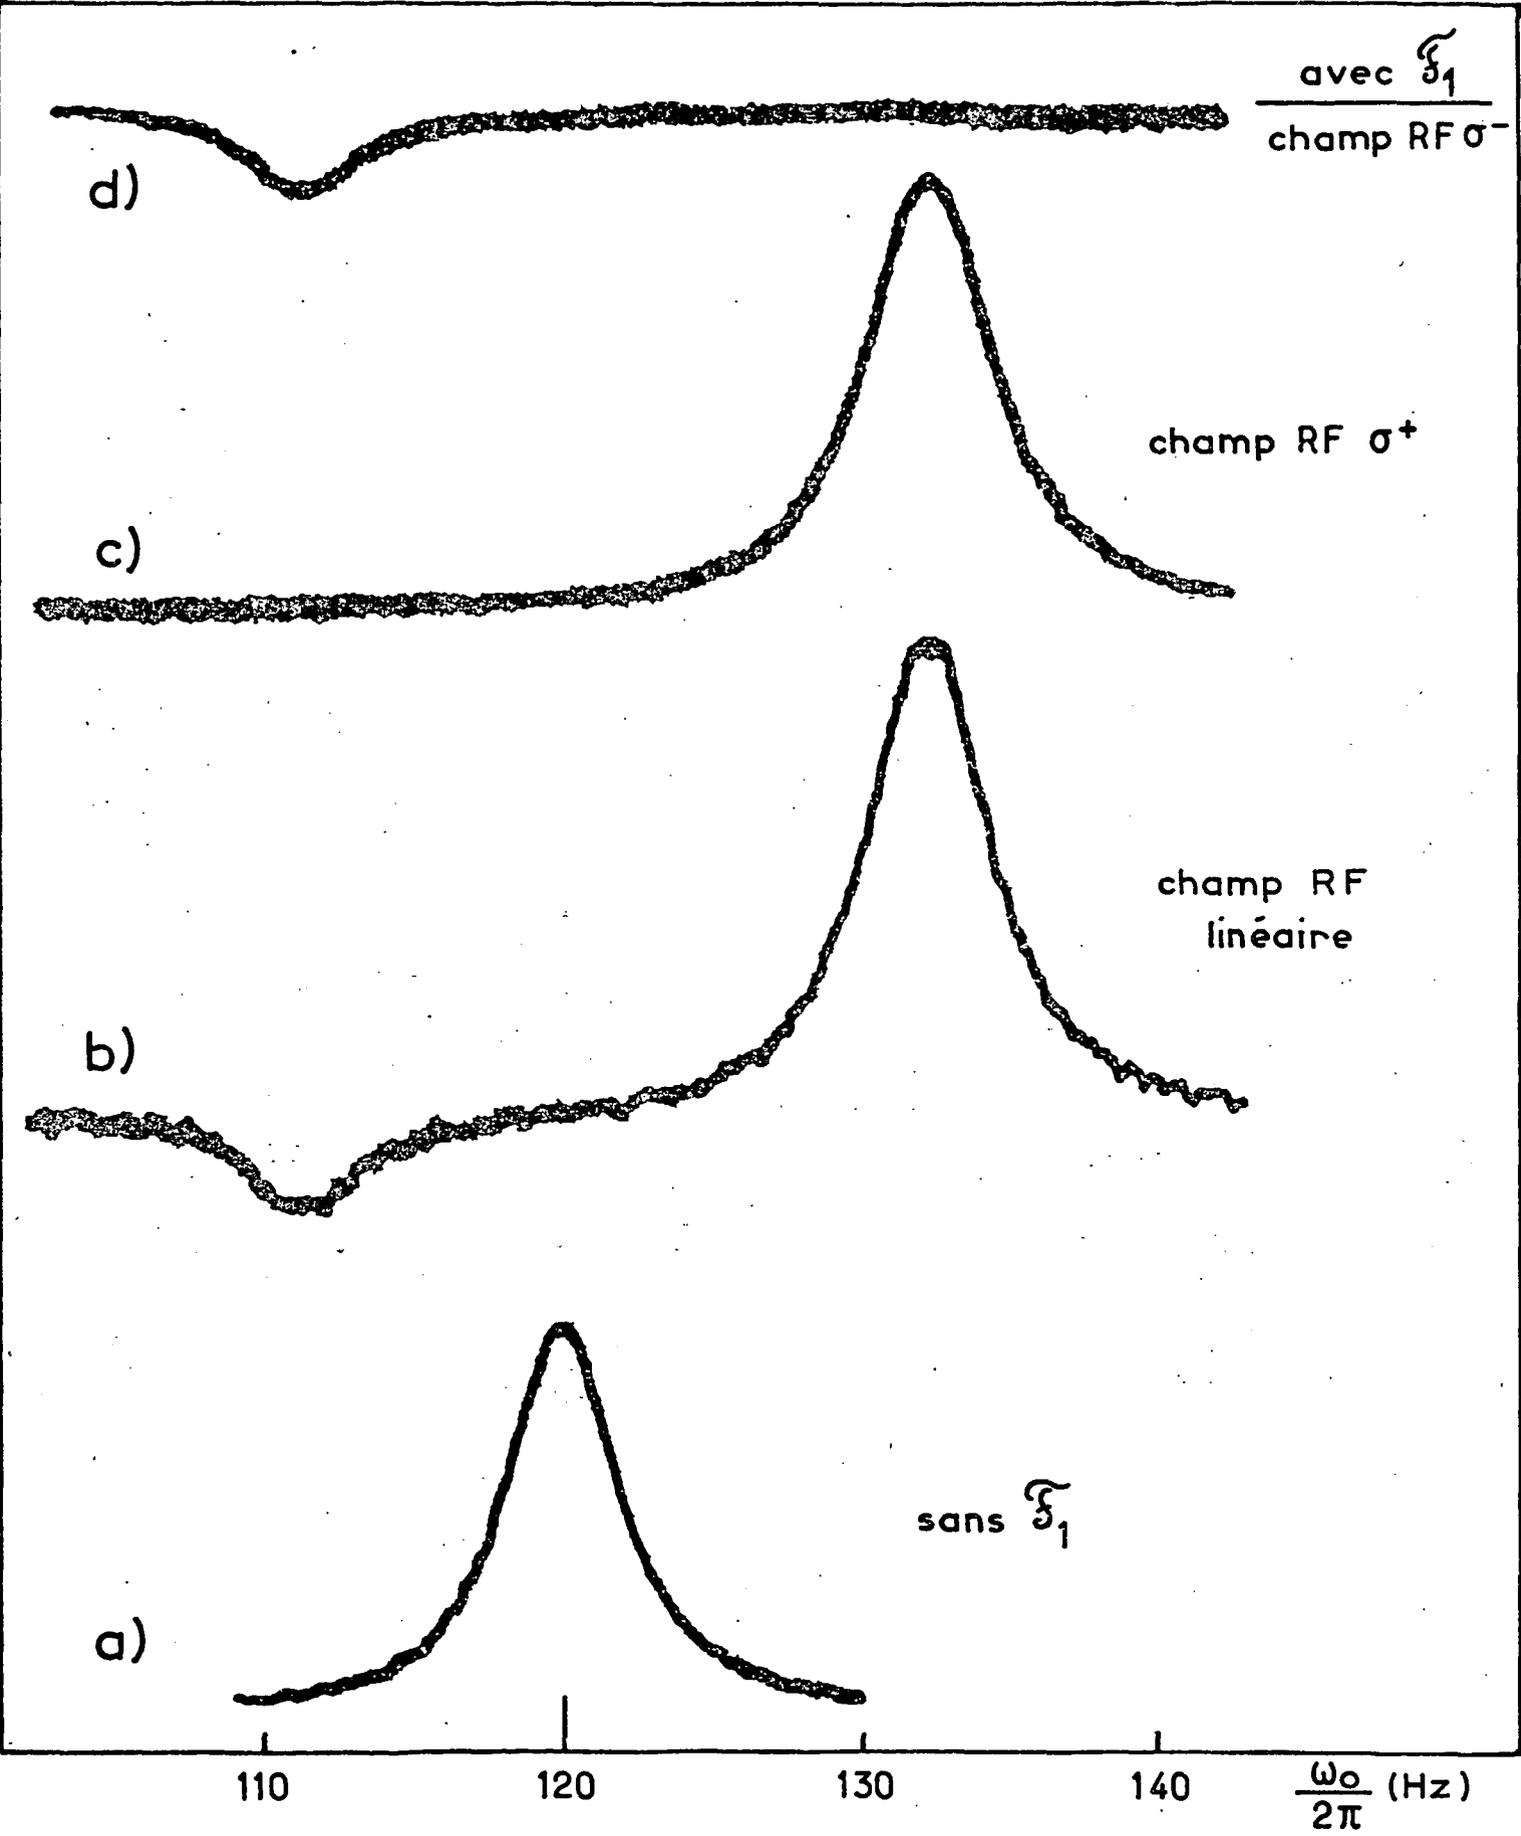 avec ℱ₁
champ RF σ⁻
d)
champ RF σ⁺
c)
champ RF
linéaire
b)
sans ℱ₁
a)
110 120 130 140 ω₀/2π (Hz)